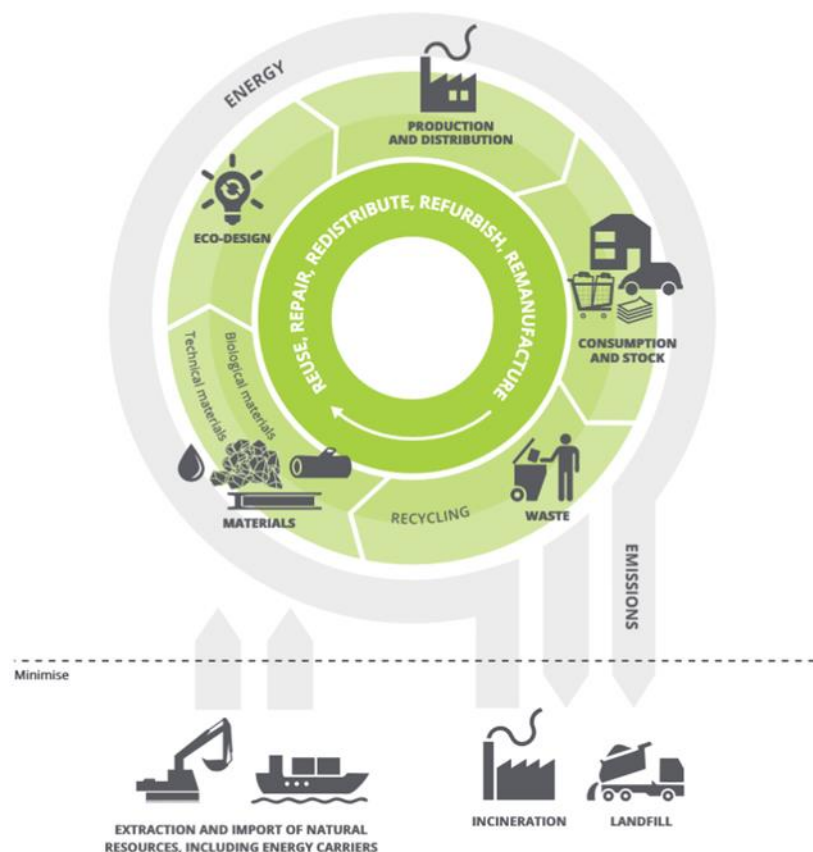 ENERGY
PRODUCTION
AND DISTRIBUTION
ECO-DESIGN
REUSE, REPAIR, REDISTRIBUTE, REFURBISH, REMANUFACTURE
CONSUMPTION
AND STOCK
Technical materials
Biological materials
MATERIALS
RECYCLING
WASTE
EMISSIONS
Minimise
EXTRACTION AND IMPORT OF NATURAL
RESOURCES, INCLUDING ENERGY CARRIERS
INCINERATION
LANDFILL